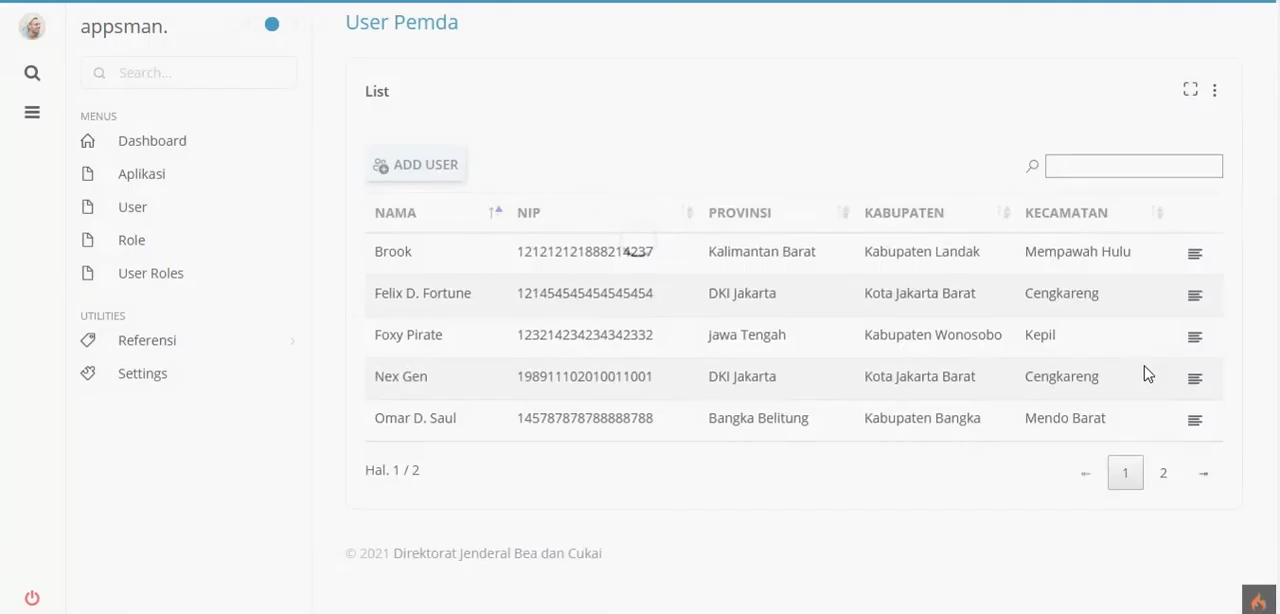 appsman.
Search...
MENUS
Dashboard
Aplikasi
User
Role
User Roles
UTILITIES
Referensi
Settings
User Pemda
List
ADD USER
NAMA NIP PROVINSI KABUPATEN KECAMATAN
Brook 121212121888214237 Kalimantan Barat Kabupaten Landak Mempawah Hulu
Felix D. Fortune 121454545454545454 DKI Jakarta Kota Jakarta Barat Cengkareng
Foxy Pirate 123214234234342332 Jawa Tengah Kabupaten Wonosobo Kepil
Nex Gen 198911102010011001 DKI Jakarta Kota Jakarta Barat Cengkareng
Omar D. Saul 145787878788888788 Bangka Belitung Kabupaten Bangka Mendo Barat
Hal. 1 / 2
← 1 2 →
© 2021 Direktorat Jenderal Bea dan Cukai